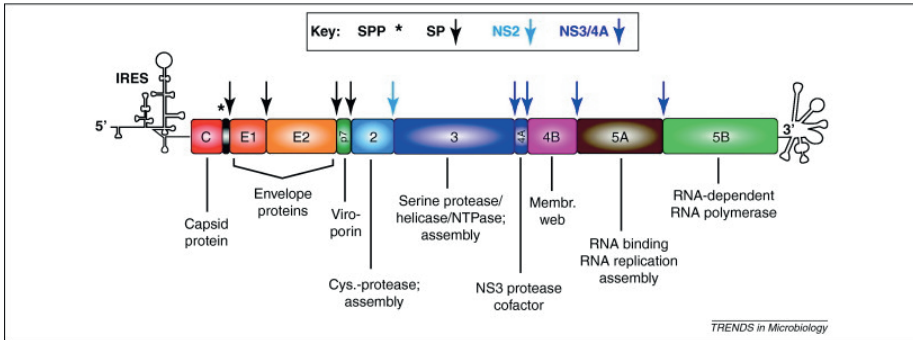 Key: SPP * SP NS2 NS3/4A
IRES
*
5'
C
E1
E2
p7
2
3
4A
4B
5A
5B
3'
Capsid
protein
Envelope
proteins
Viro-
porin
Cys.-protease;
assembly
Serine protease/
helicase/NTPase;
assembly
NS3 protease
cofactor
Membr.
web
RNA binding
RNA replication
assembly
RNA-dependent
RNA polymerase
TRENDS in Microbiology